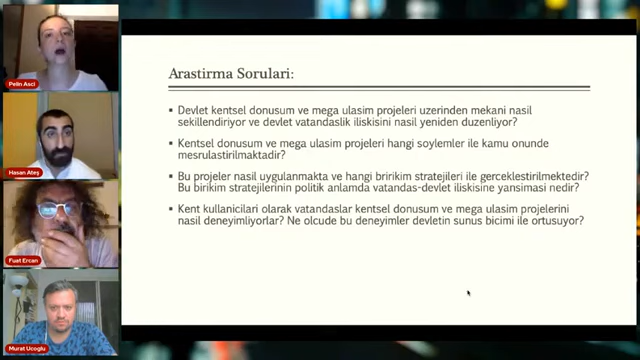 Pelin Asci
Hasan Ateş
Fuat Ercan
Murat Ucoglu
Arastirma Sorulari:
Devlet kentsel donusum ve mega ulasim projeleri uzerinden mekani nasil
sekillendiriyor ve devlet vatandaslik iliskisini nasil yeniden duzenliyor?
Kentsel donusum ve mega ulasim projeleri hangi soylemler ile kamu onunde
mesrulastirilmaktadir?
Bu projeler nasil uygulanmakta ve hangi bririkim stratejileri ile gerceklestirilmektedir?
Bu birikim stratejilerinin politik anlamda vatandas-devlet iliskisine yansimasi nedir?
Kent kullanicilari olarak vatandaslar kentsel donusum ve mega ulasim projelerini
nasil deneyimliyorlar? Ne olcude bu deneyimler devletin sunus bicimi ile ortusuyor?